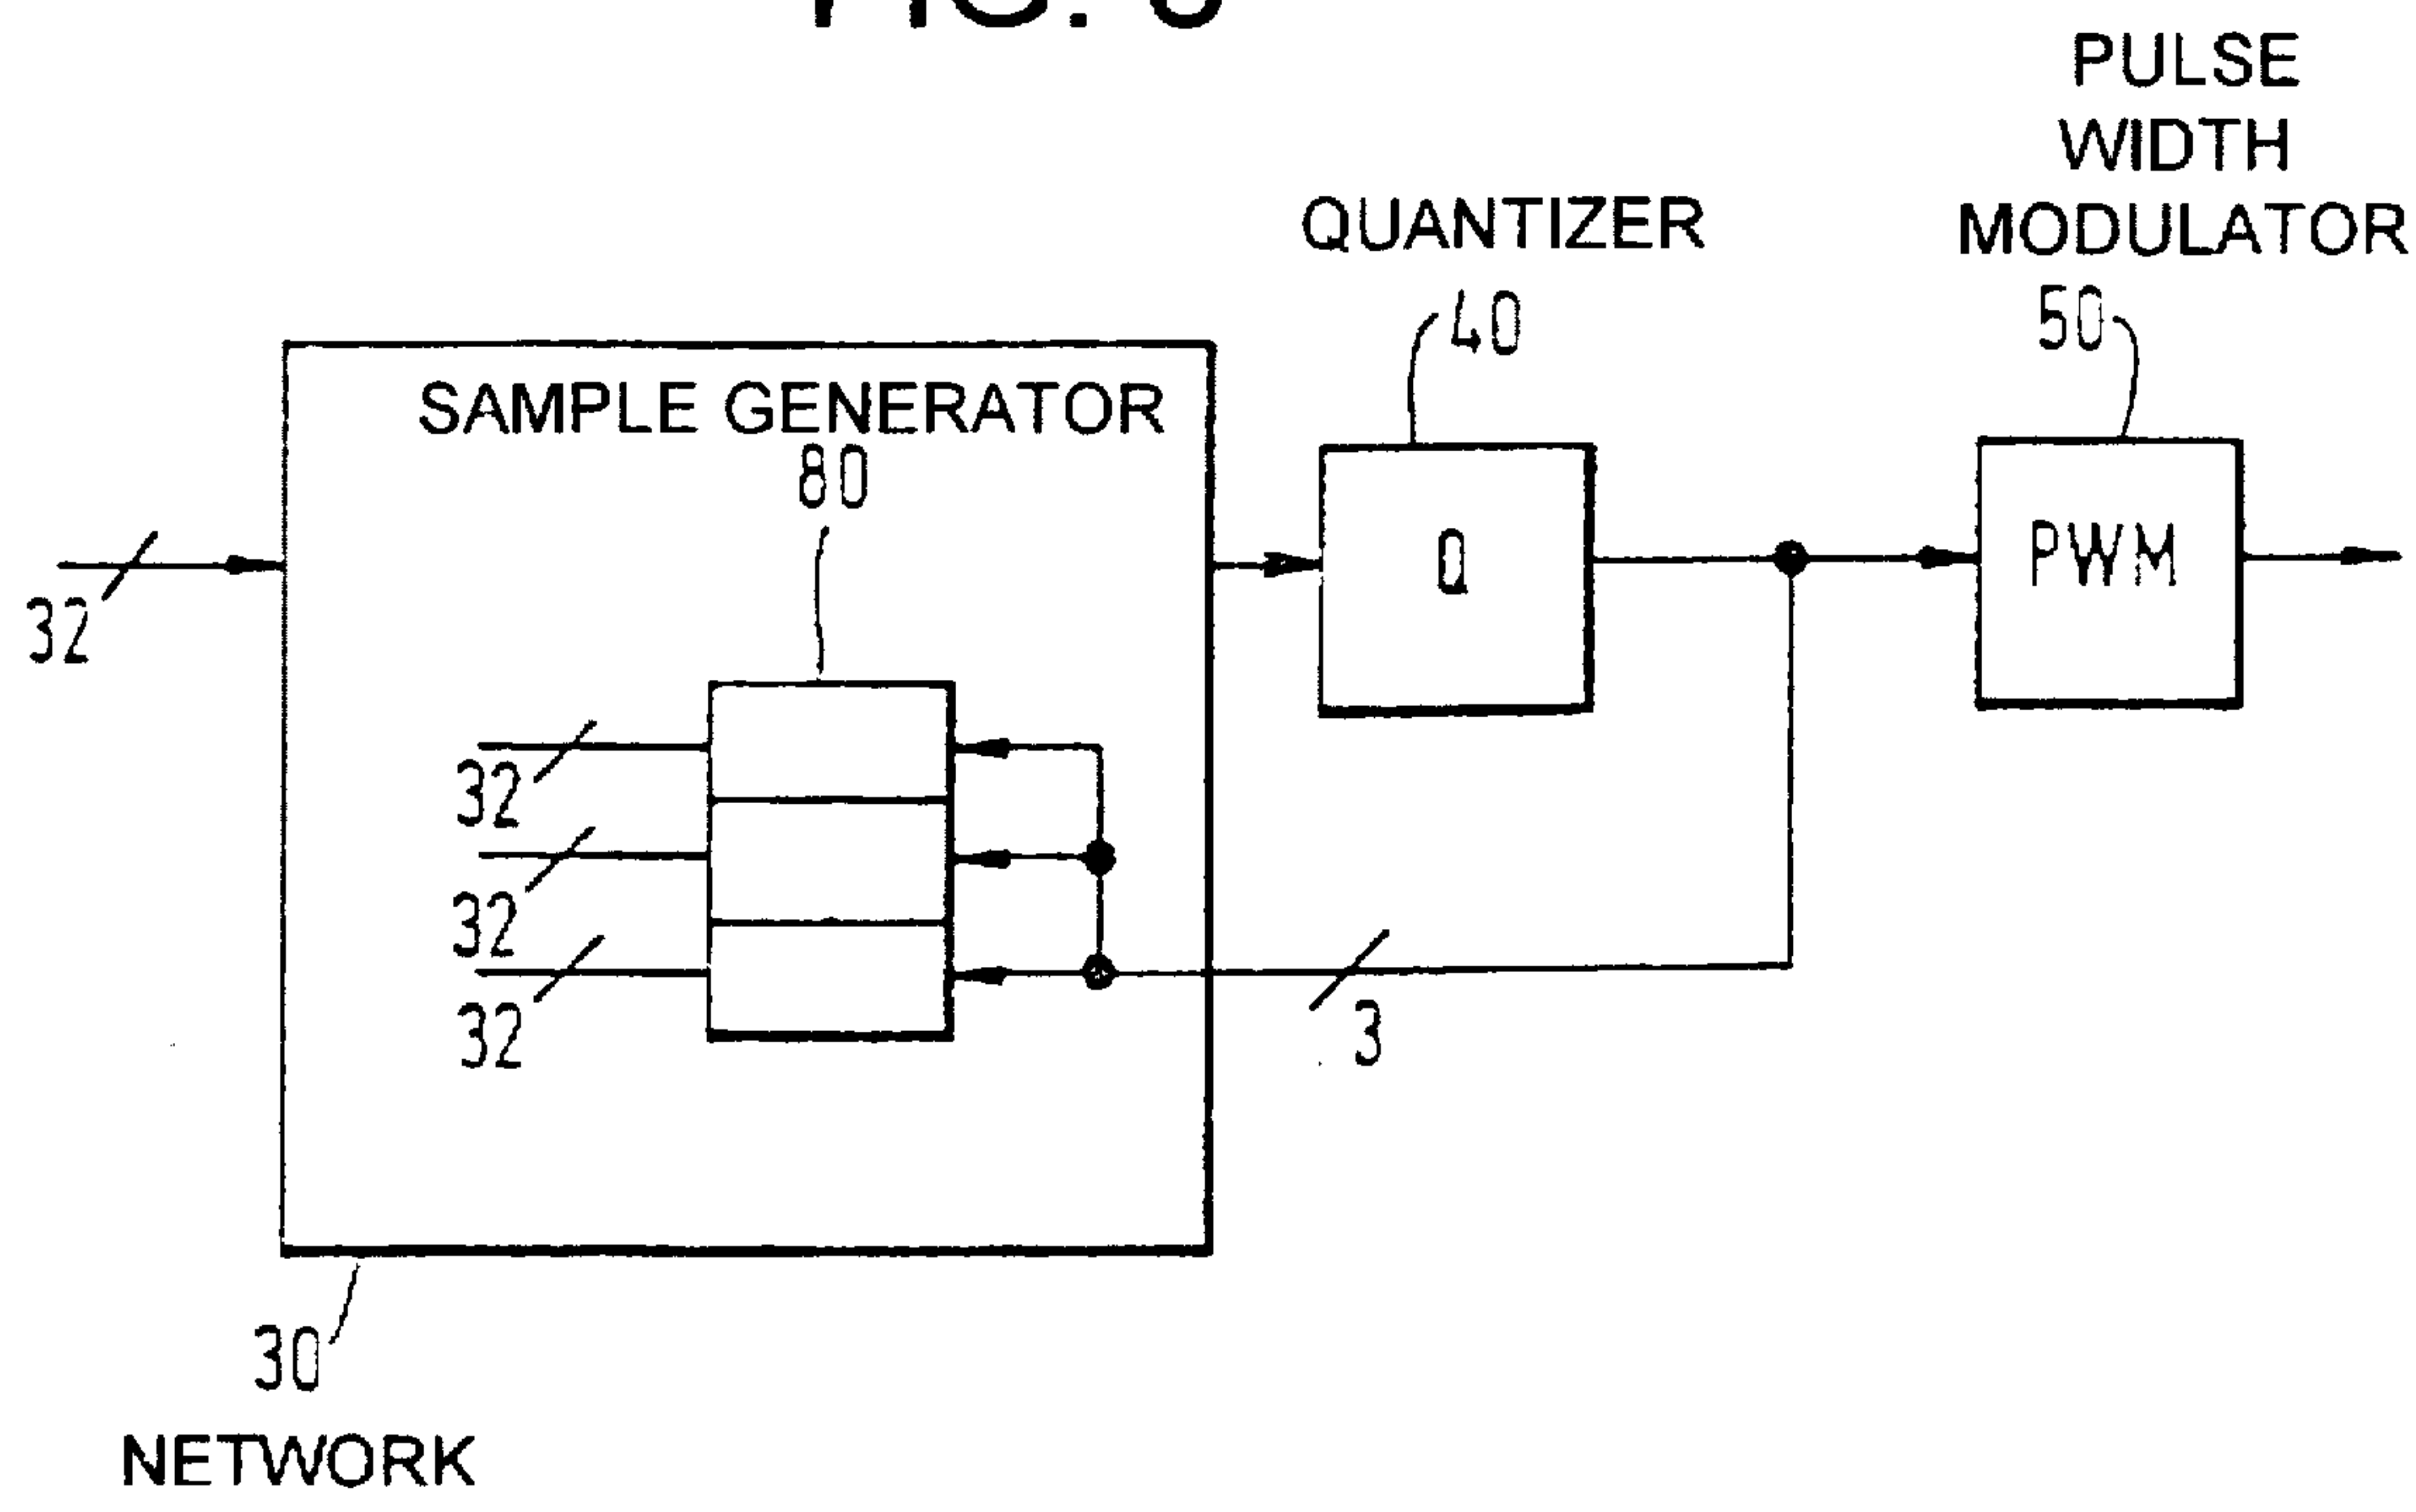 PULSE
WIDTH
MODULATOR
50
QUANTIZER
40
SAMPLE GENERATOR
80
32
Q
PWM
32
32
32
3
30
NETWORK